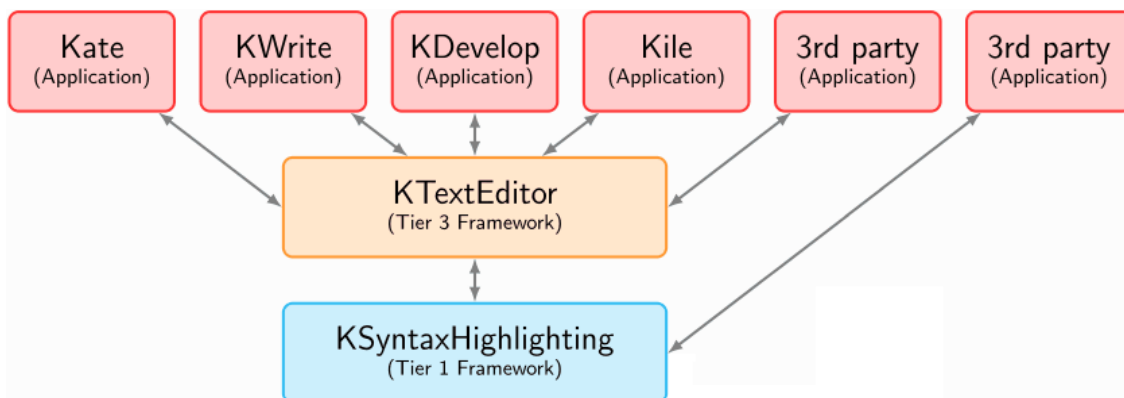 Kate
(Application)
KWrite
(Application)
KDevelop
(Application)
Kile
(Application)
3rd party
(Application)
3rd party
(Application)
KTextEditor
(Tier 3 Framework)
KSyntaxHighlighting
(Tier 1 Framework)